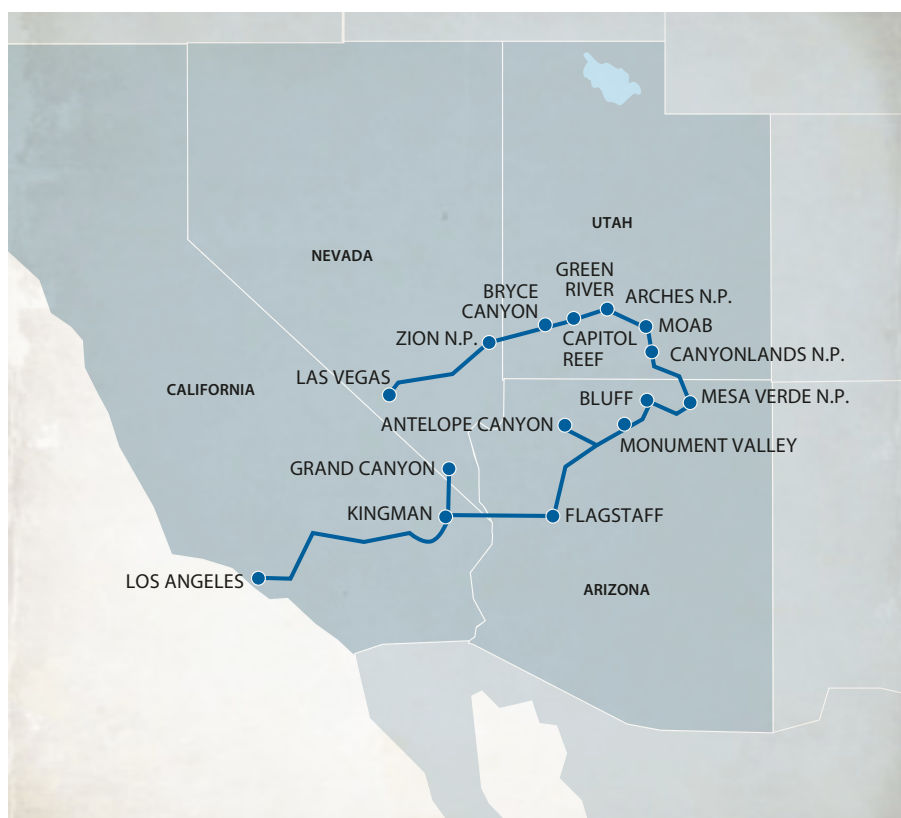 UTAH
NEVADA
GREEN
RIVER
ARCHES N.P.
BRYCE
CANYON
MOAB
ZION N.P.
CAPITOL
REEF
CANYONLANDS N.P.
LAS VEGAS
CALIFORNIA
BLUFF
MESA VERDE N.P.
ANTELOPE CANYON
MONUMENT VALLEY
GRAND CANYON
KINGMAN
FLAGSTAFF
LOS ANGELES
ARIZONA